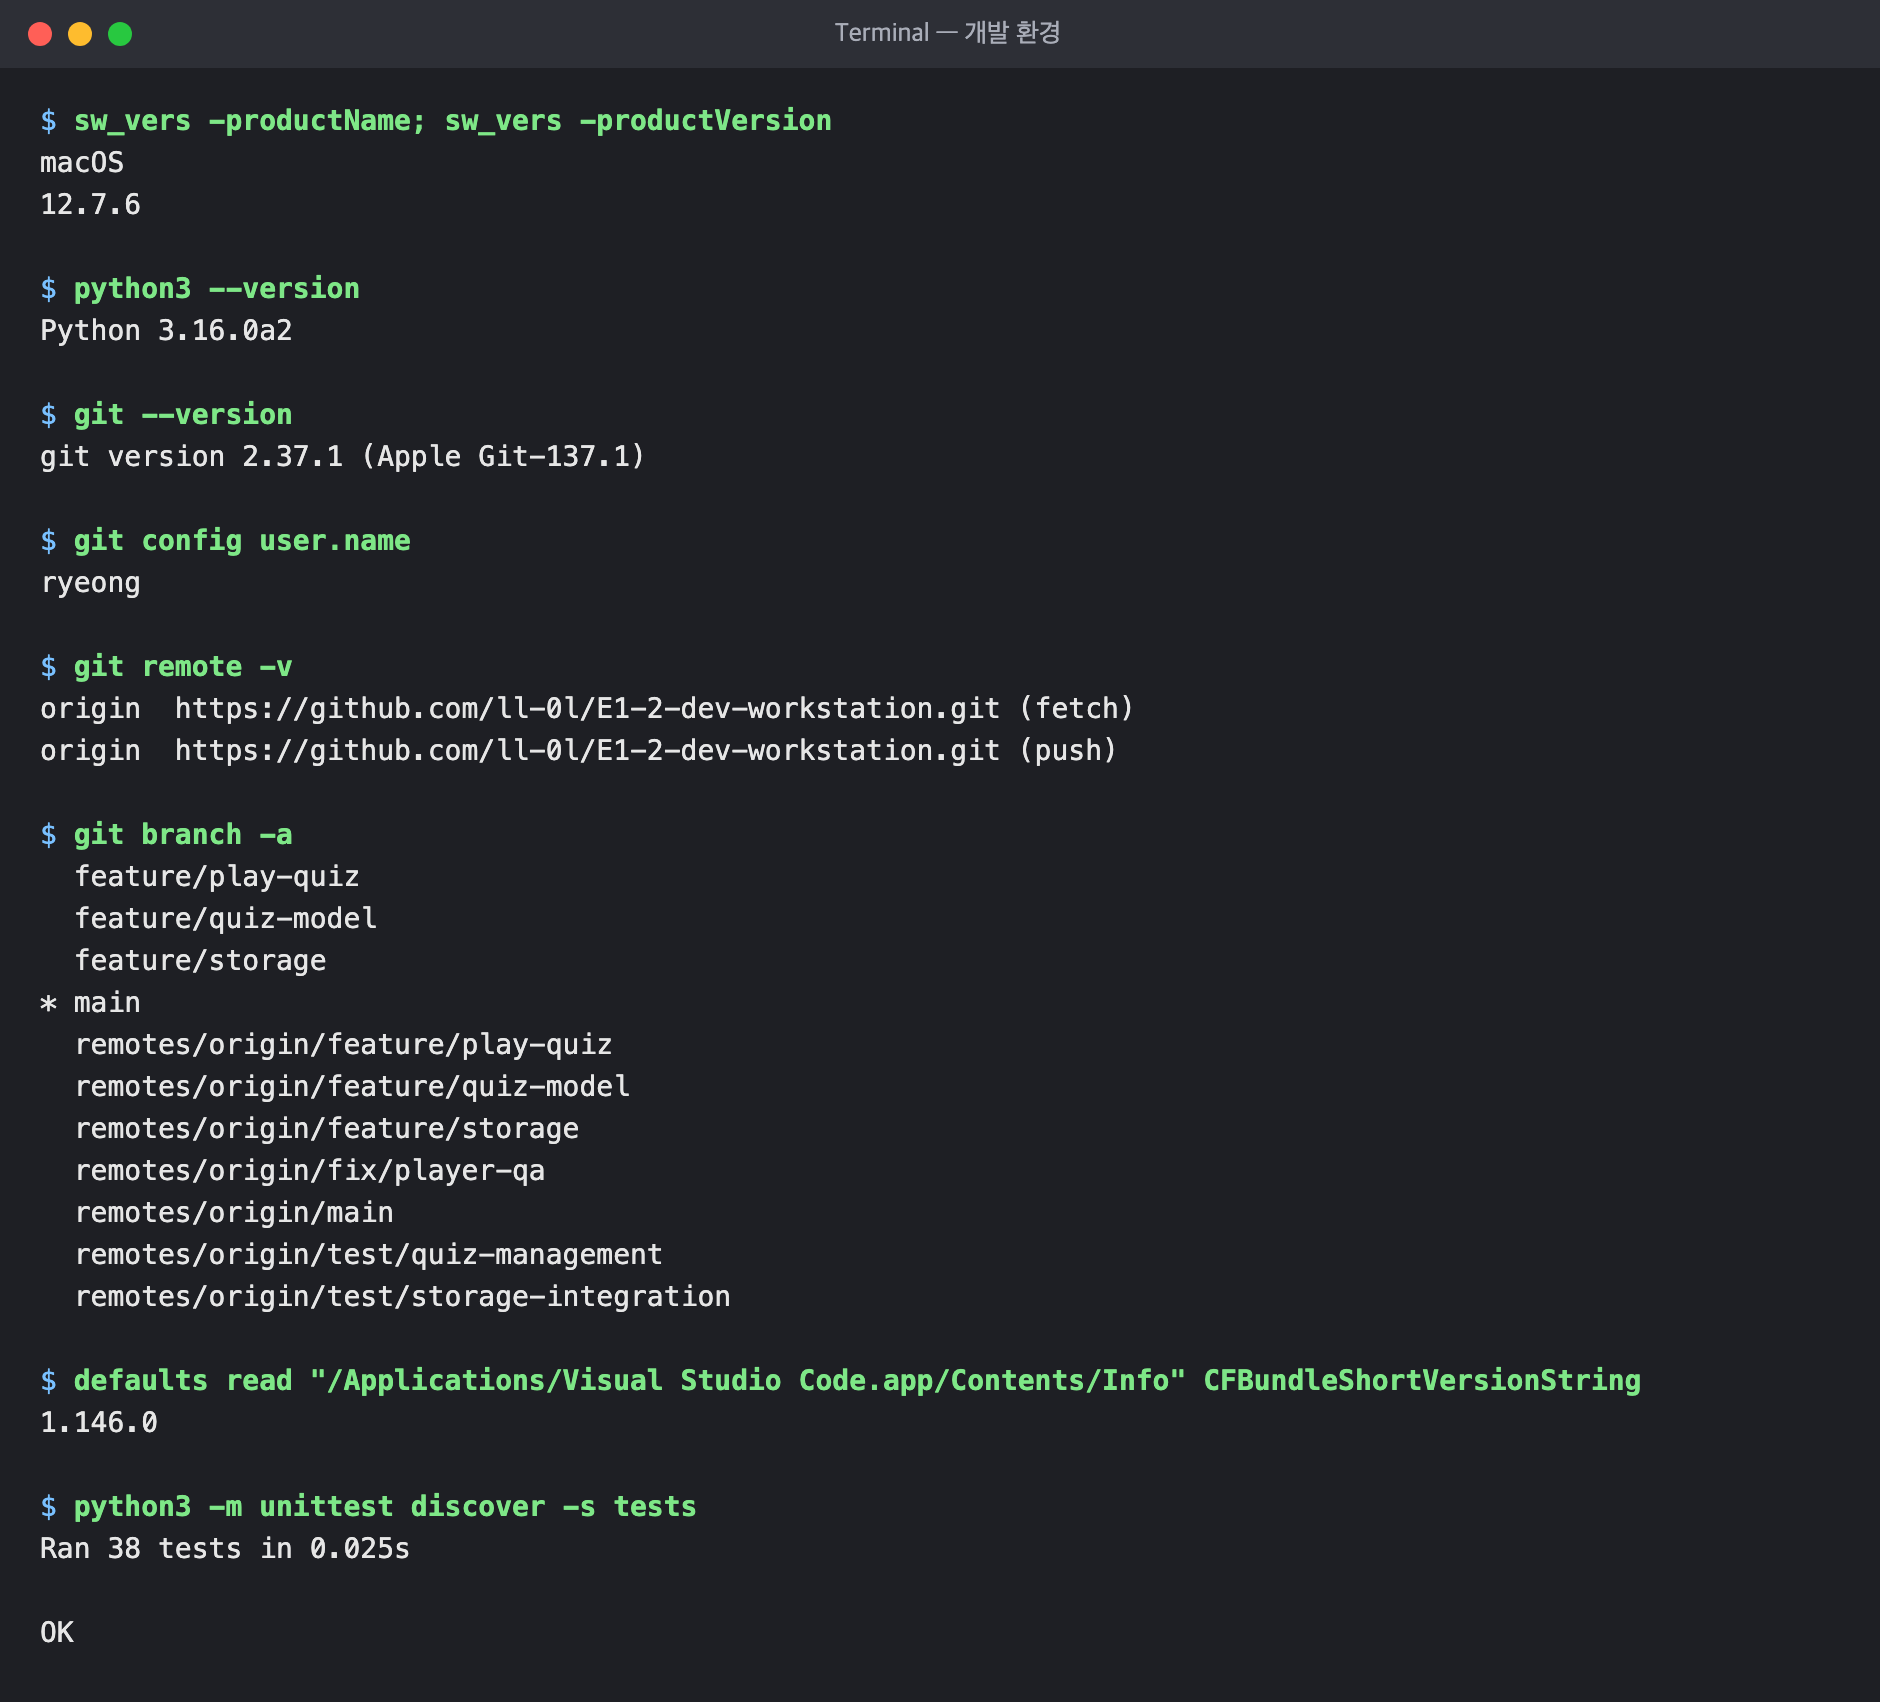 Terminal — 개발 환경
$ sw_vers -productName; sw_vers -productVersion
macOS
12.7.6
$ python3 --version
Python 3.16.0a2
$ git --version
git version 2.37.1 (Apple Git-137.1)
$ git config user.name
ryeong
$ git remote -v
origin  https://github.com/ll-0l/E1-2-dev-workstation.git (fetch)
origin  https://github.com/ll-0l/E1-2-dev-workstation.git (push)
$ git branch -a
  feature/play-quiz
  feature/quiz-model
  feature/storage
* main
  remotes/origin/feature/play-quiz
  remotes/origin/feature/quiz-model
  remotes/origin/feature/storage
  remotes/origin/fix/player-qa
  remotes/origin/main
  remotes/origin/test/quiz-management
  remotes/origin/test/storage-integration
$ defaults read "/Applications/Visual Studio Code.app/Contents/Info" CFBundleShortVersionString
1.146.0
$ python3 -m unittest discover -s tests
Ran 38 tests in 0.025s
OK